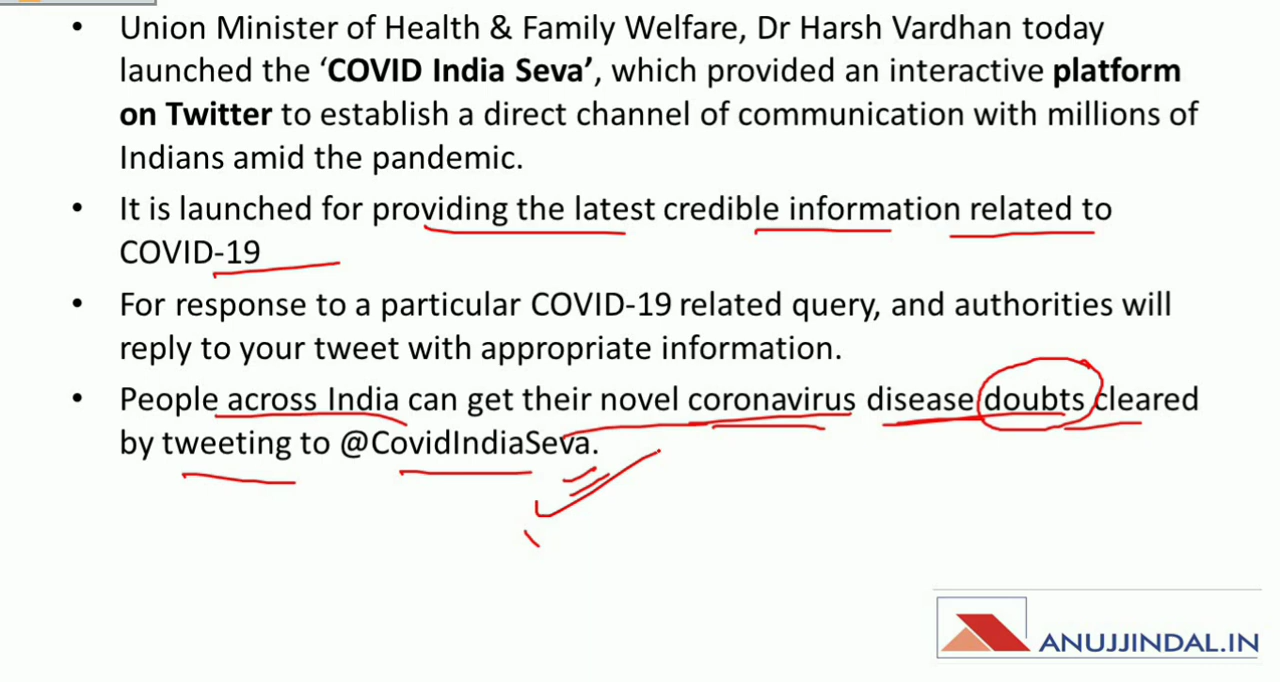 • Union Minister of Health & Family Welfare, Dr Harsh Vardhan today
launched the ‘COVID India Seva’, which provided an interactive platform
on Twitter to establish a direct channel of communication with millions of
Indians amid the pandemic.
• It is launched for providing the latest credible information related to
COVID-19
• For response to a particular COVID-19 related query, and authorities will
reply to your tweet with appropriate information.
• People across India can get their novel coronavirus disease doubts cleared
by tweeting to @CovidIndiaSeva.
ANUJJINDAL.IN